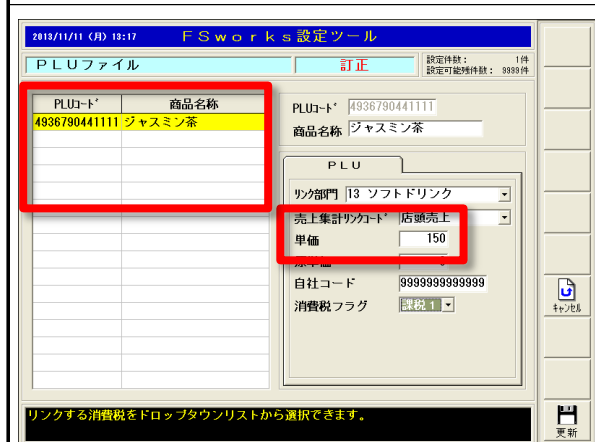 2013/11/11 (月) 13:17 ＦＳｗｏｒｋｓ設定ツール
ＰＬＵファイル 訂正 設定件数： 1件
設定可能残件数： 9999件
PLUｺｰﾄﾞ 商品名称
4936790441111 ジャスミン茶
PLUｺｰﾄﾞ 4936790441111
商品名称 ジャスミン茶
ＰＬＵ
ﾘﾝｸ部門 13 ソフトドリンク
売上集計ﾘﾝｸｺｰﾄﾞ 店頭売上
単価 150
原単価 0
自社コード 9999999999999
消費税フラグ 課税１
ｷｬﾝｾﾙ
リンクする消費税をドロップダウンリストから選択できます。
更新